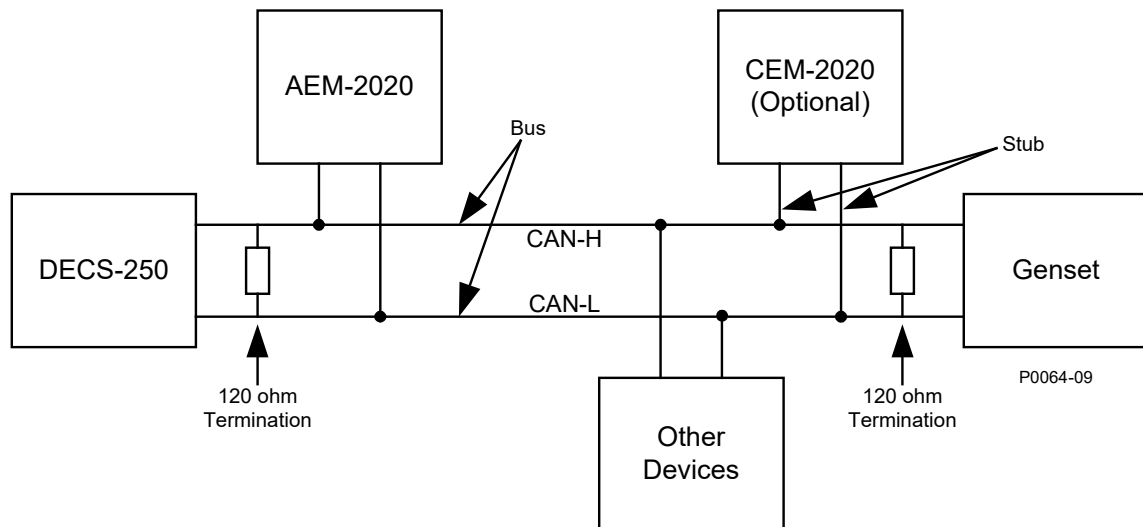 AEM-2020
CEM-2020
(Optional)
Bus
Stub
DECS-250
CAN-H
Genset
CAN-L
P0064-09
120 ohm
Termination
Other
Devices
120 ohm
Termination